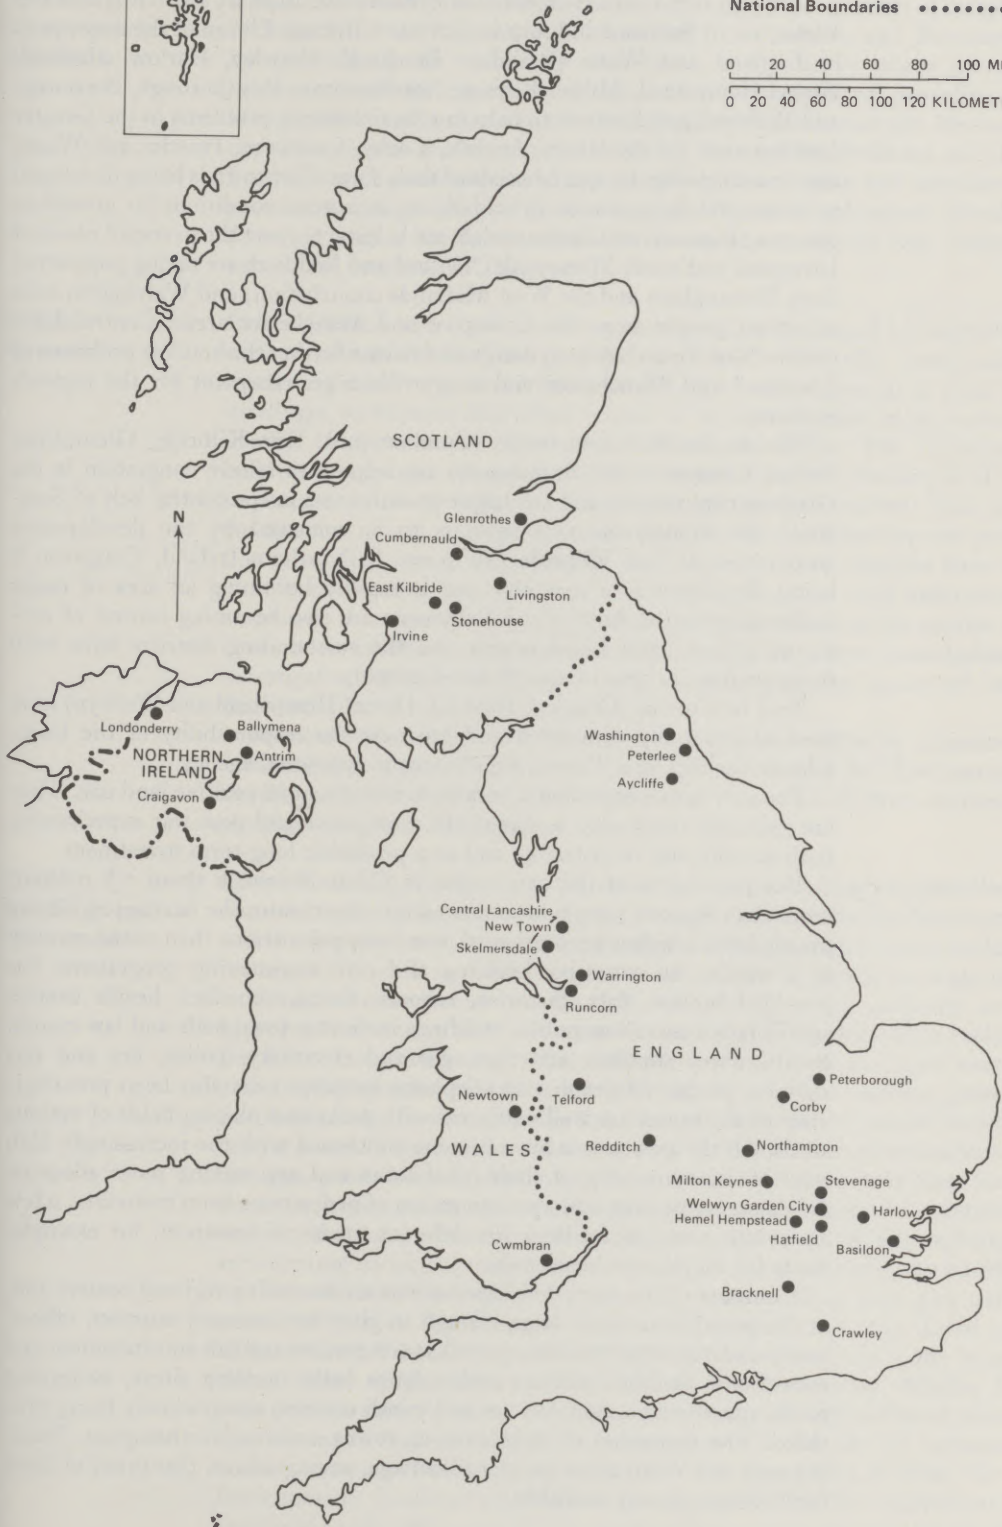 National Boundaries
0 20 40 60 80 100
0 20 40 60 80 100 120 KILOMET
SCOTLAND
N
Glenrothes
Cumbernauld
East Kilbride
Livingston
Stonehouse
Irvine
Londonderry
Ballymena
NORTHERN
IRELAND
Antrim
Craigavon
Washington
Peterlee
Aycliffe
Central Lancashire
New Town
Skelmersdale
Warrington
Runcorn
ENGLAND
Peterborough
Corby
Telford
Newtown
WALES
Redditch
Northampton
Milton Keynes
Stevenage
Welwyn Garden City
Hemel Hempstead
Harlow
Hatfield
Basildon
Cwmbran
Bracknell
Crawley